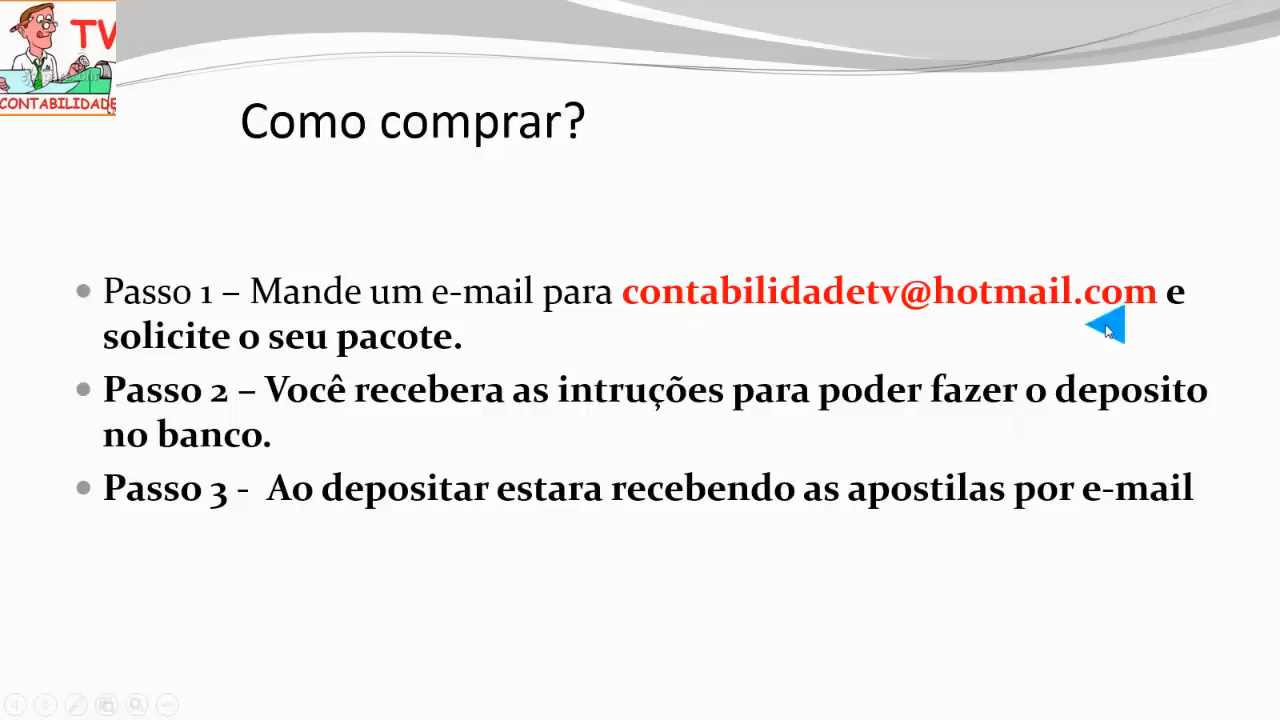 TV
CONTABILIDADE
Como comprar?
Passo 1 – Mande um e-mail para contabilidadetv@hotmail.com e
solicite o seu pacote.
Passo 2 – Você recebera as intruções para poder fazer o deposito
no banco.
Passo 3 - Ao depositar estara recebendo as apostilas por e-mail